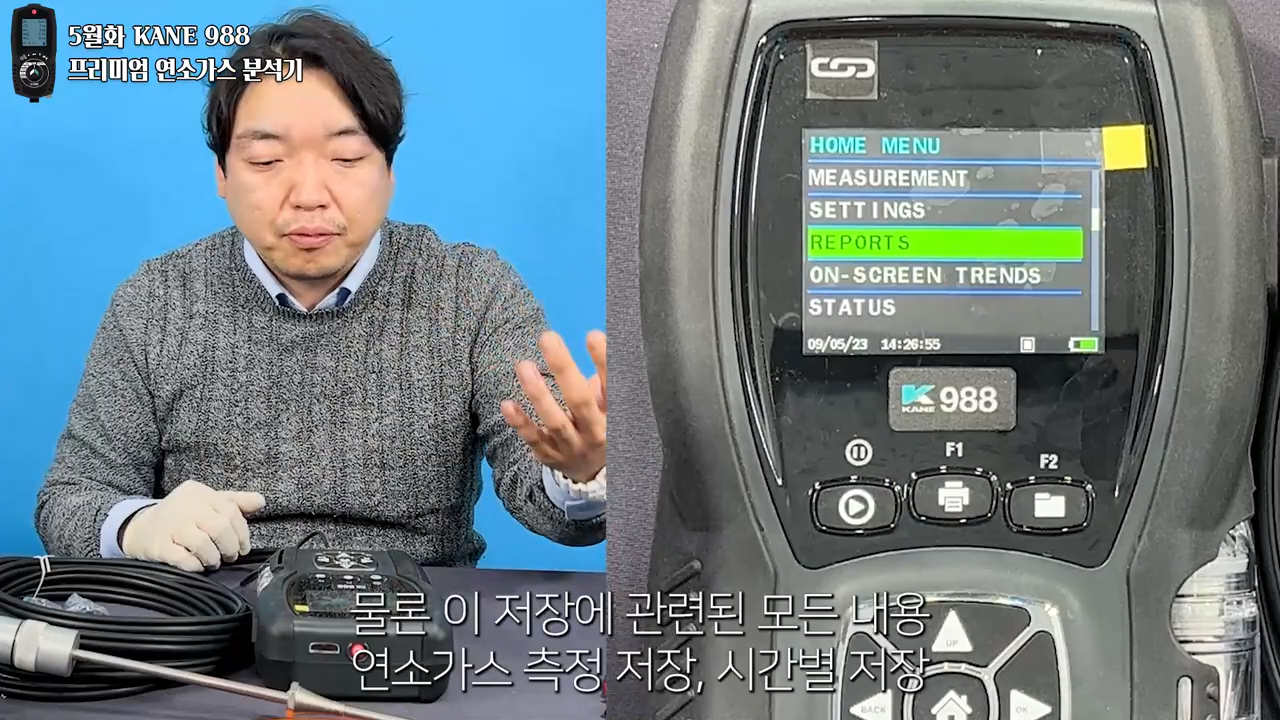 5월화 KANE 988
프리미엄 연소가스 분석기
HOME MENU
MEASUREMENT
SETTINGS
REPORTS
ON-SCREEN TRENDS
STATUS
09/05/23 14:26:55
KANE 988
F1
F2
UP
BACK
OK
물론 이 저장에 관련된 모든 내용
연소가스 측정 저장, 시간별 저장